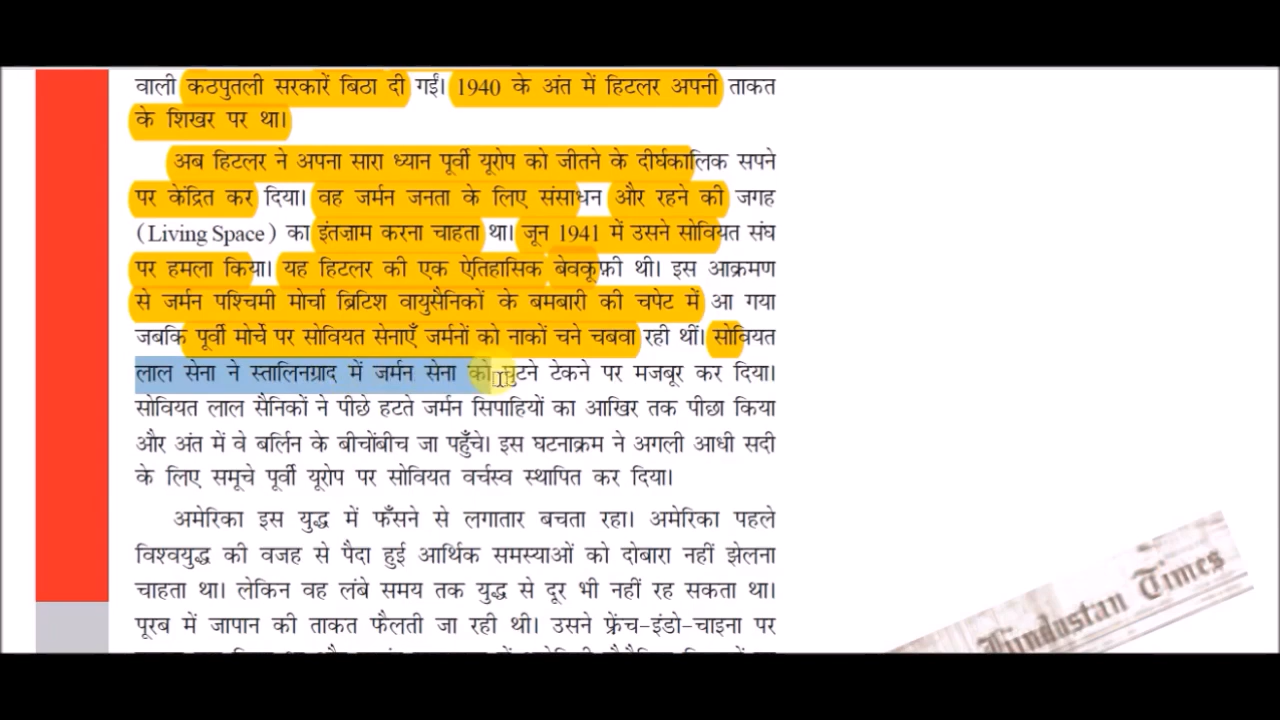 वाली कठपुतली सरकारें बिठा दी गईं। 1940 के अंत में हिटलर अपनी ताकत
के शिखर पर था।
अब हिटलर ने अपना सारा ध्यान पूर्वी यूरोप को जीतने के दीर्घकालिक सपने
पर केंद्रित कर दिया। वह जर्मन जनता के लिए संसाधन और रहने की जगह
(Living Space) का इंतज़ाम करना चाहता था। जून 1941 में उसने सोवियत संघ
पर हमला किया। यह हिटलर की एक ऐतिहासिक बेवकूफ़ी थी। इस आक्रमण
से जर्मन पश्चिमी मोर्चा ब्रिटिश वायुसैनिकों के बमबारी की चपेट में आ गया
जबकि पूर्वी मोर्चे पर सोवियत सेनाएँ जर्मनों को नाकों चने चबवा रही थीं। सोवियत
लाल सेना ने स्तालिनग्राद में जर्मन सेना को घुटने टेकने पर मजबूर कर दिया।
सोवियत लाल सैनिकों ने पीछे हटते जर्मन सिपाहियों का आखिर तक पीछा किया
और अंत में वे बर्लिन के बीचोंबीच जा पहुँचे। इस घटनाक्रम ने अगली आधी सदी
के लिए समूचे पूर्वी यूरोप पर सोवियत वर्चस्व स्थापित कर दिया।
अमेरिका इस युद्ध में फँसने से लगातार बचता रहा। अमेरिका पहले
विश्वयुद्ध की वजह से पैदा हुई आर्थिक समस्याओं को दोबारा नहीं झेलना
चाहता था। लेकिन वह लंबे समय तक युद्ध से दूर भी नहीं रह सकता था।
पूरब में जापान की ताकत फैलती जा रही थी। उसने फ़्रेंच-इंडो-चाइना पर
Hindustan Times